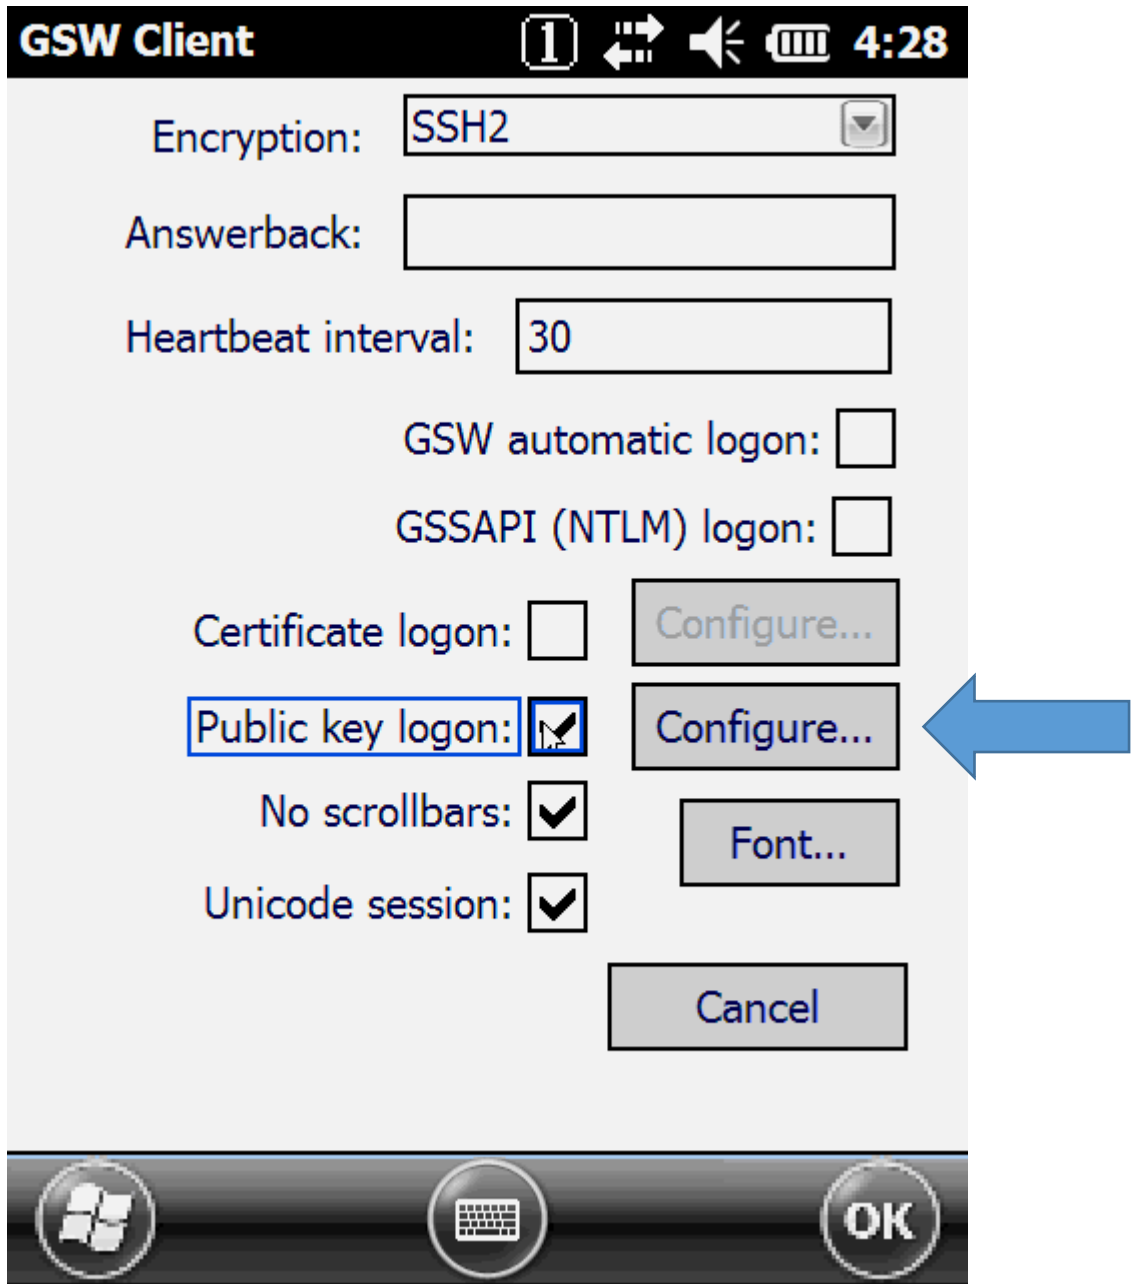 GSW Client 1 4:28
Encryption: SSH2
Answerback:
Heartbeat interval: 30
GSW automatic logon:
GSSAPI (NTLM) logon:
Certificate logon: Configure...
Public key logon: Configure...
No scrollbars:
Font...
Unicode session:
Cancel
OK